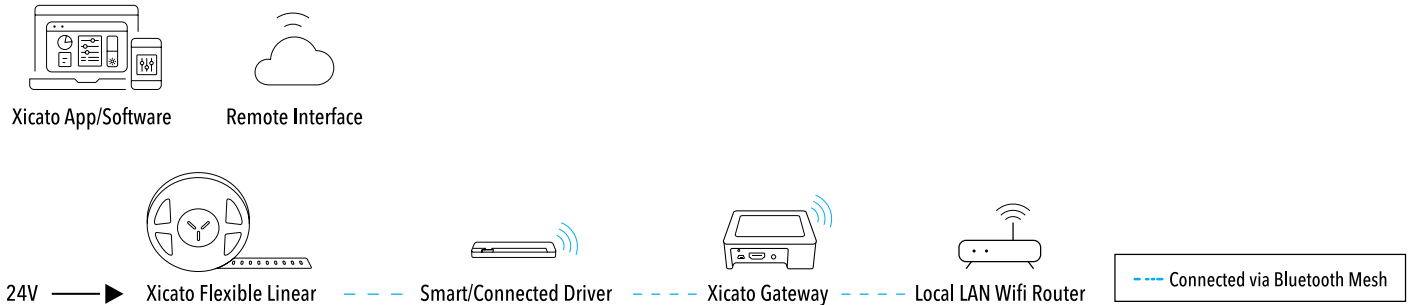 Xicato App/Software
Remote Interface
24V
Xicato Flexible Linear
Smart/Connected Driver
Xicato Gateway
Local LAN Wifi Router
Connected via Bluetooth Mesh